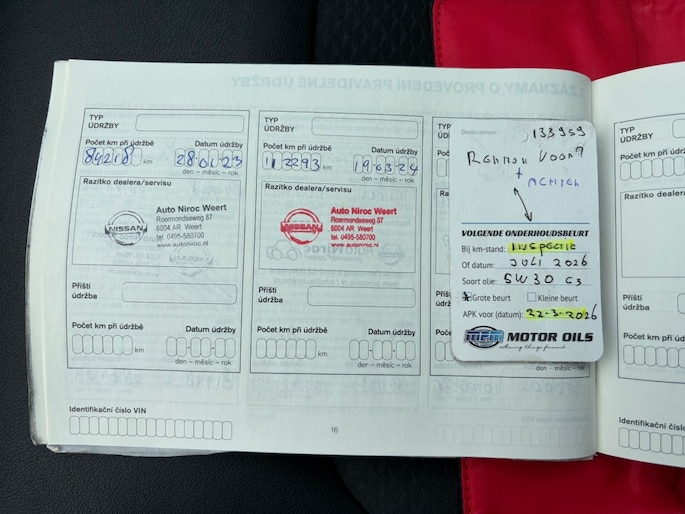 ZÁZNAMY O PROVEDENÍ PRAVIDELNÉ ÚDRŽBY
TYP
ÚDRŽBY
Počet km při údržbě Datum údržby
84218 km 28-01-23
den – měsíc – rok
Razítko dealera/servisu
NISSAN
Auto Niroc Weert
Roermondseweg 87
6004 AR Weert
tel. 0495-580700
www.autoniroc.nl
Příští
údržba
Počet km při údržbě Datum údržby
km
den – měsíc – rok
Identifikační číslo VIN
TYP
ÚDRŽBY
Počet km při údržbě Datum údržby
112293 km 19-03-24
den – měsíc – rok
Razítko dealera/servisu
NISSAN
Auto Niroc Weert
Roermondseweg 87
6004 AR Weert
tel. 0495-580700
www.autoniroc.nl
Příští
údržba
Počet km při údržbě Datum údržby
km
den – měsíc – rok
16
133959
REMMEN VOOR?
+ ACHTER
VOLGENDE ONDERHOUDSBEURT
Bij km-stand: INSPECTIE
Of datum: JULI 2026
Soort olie: 5W30 C3
Grote beurt Kleine beurt
APK voor (datum): 22-3-2026
MPM MOTOR OILS
TYP
ÚDRŽBY
Počet km při
Razítko deale
Příští
údržba
Počet km při
Identifikační číslo